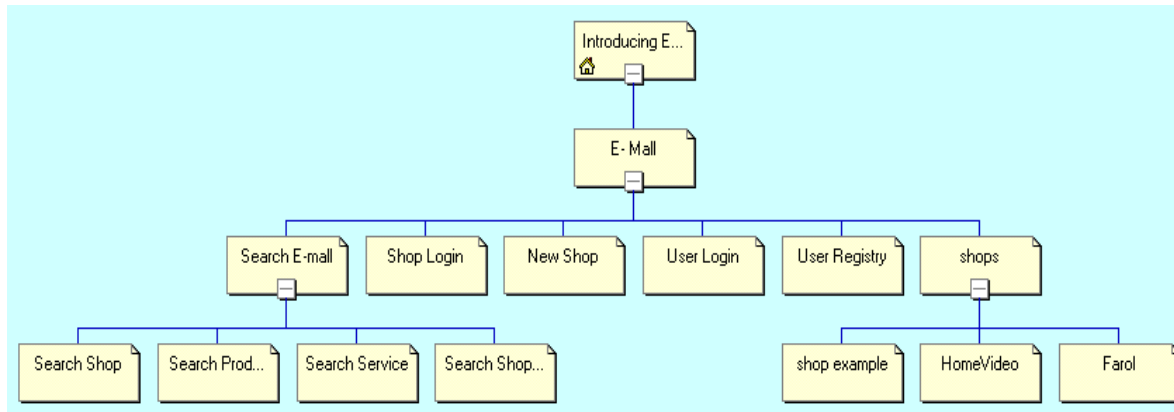 Introducing E...
E- Mall
Search E-mall
Shop Login
New Shop
User Login
User Registry
shops
Search Shop
Search Prod...
Search Service
Search Shop...
shop example
HomeVideo
Farol